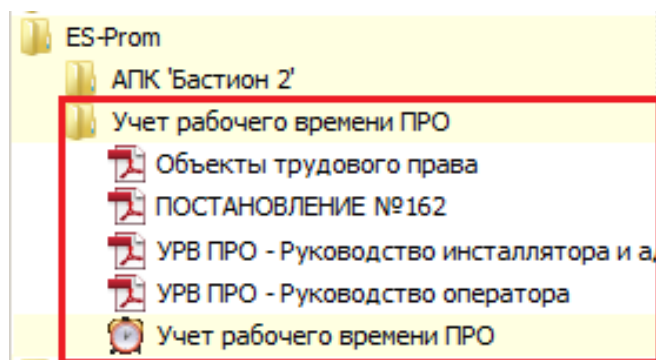 ES-Prom
АПК 'Бастион 2'
Учет рабочего времени ПРО
Объекты трудового права
ПОСТАНОВЛЕНИЕ №162
УРВ ПРО - Руководство инсталлятора и
УРВ ПРО - Руководство оператора
Учет рабочего времени ПРО